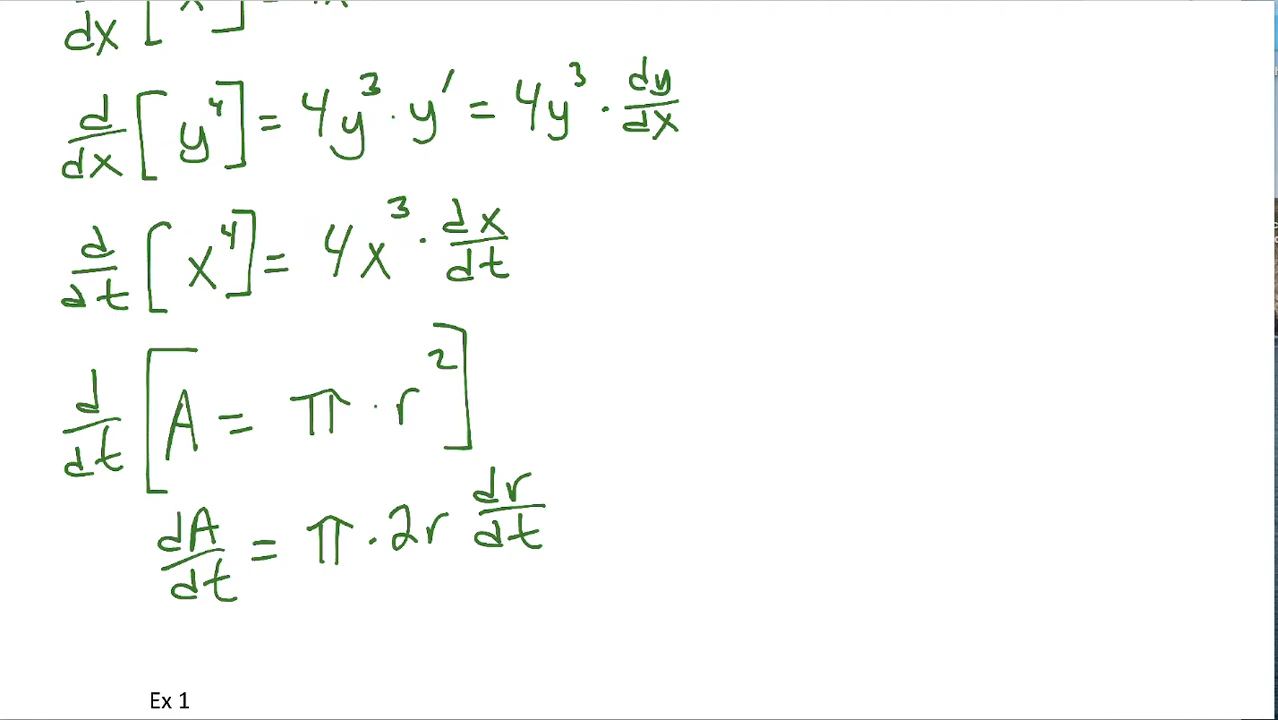 d/dx [x
d/dx [y⁴] = 4y³ · y′ = 4y³ · dy/dx
d/dt [x⁴] = 4x³ · dx/dt
d/dt [A = π · r²]
dA/dt = π · 2r dr/dt
Ex 1